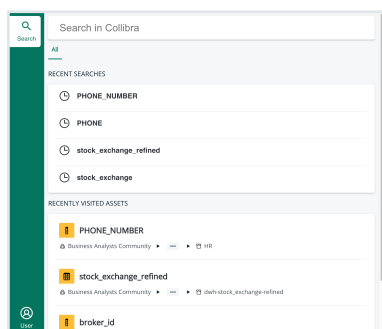 Search
Search in Collibra
All
RECENT SEARCHES
PHONE_NUMBER
PHONE
stock_exchange_refined
stock_exchange
RECENTLY VISITED ASSETS
PHONE_NUMBER
Business Analysts Community ▸ ••• ▸ HR
stock_exchange_refined
Business Analysts Community ▸ ••• ▸ dwh-stock_exchange-refined
broker_id
User